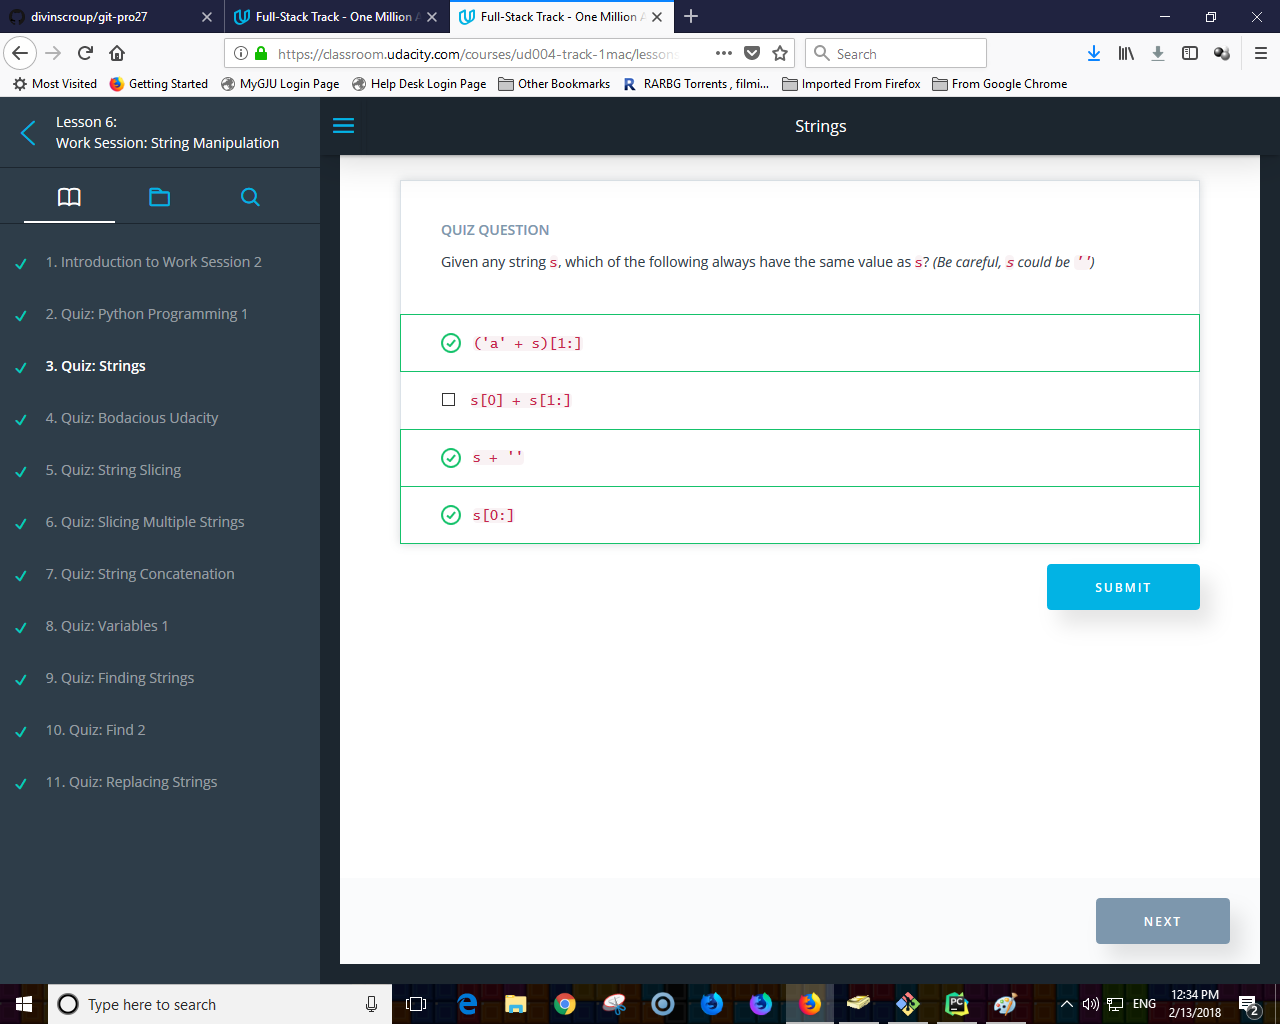 divinscroup/git-pro27
Full-Stack Track - One Million A
Full-Stack Track - One Million A
https://classroom.udacity.com/courses/ud004-track-1mac/lesson
Search
Most Visited
Getting Started
MyGJU Login Page
Help Desk Login Page
Other Bookmarks
R RARBG Torrents , filmi...
Imported From Firefox
From Google Chrome
Lesson 6:
Work Session: String Manipulation
Strings
1. Introduction to Work Session 2
2. Quiz: Python Programming 1
3. Quiz: Strings
4. Quiz: Bodacious Udacity
5. Quiz: String Slicing
6. Quiz: Slicing Multiple Strings
7. Quiz: String Concatenation
8. Quiz: Variables 1
9. Quiz: Finding Strings
10. Quiz: Find 2
11. Quiz: Replacing Strings
QUIZ QUESTION
Given any string s, which of the following always have the same value as s? (Be careful, s could be '')
('a' + s)[1:]
s[0] + s[1:]
s + ''
s[0:]
SUBMIT
NEXT
Type here to search
PC
ENG
12:34 PM
2/13/2018
2